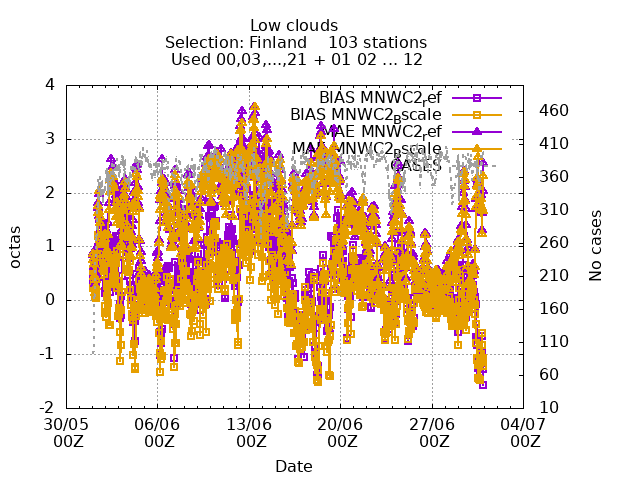 Low clouds
Selection: Finland 103 stations
Used 00,03,...,21 + 01 02 ... 12
BIAS MNWC2_ref
BIAS MNWC2_Bscale
MAE MNWC2_ref
MAE MNWC2_Bscale
CASES
octas
4
3
2
1
0
-1
-2
No cases
460
410
360
310
260
210
160
110
60
10
30/05 06/06 13/06 20/06 27/06 04/07
00Z 00Z 00Z 00Z 00Z 00Z
Date